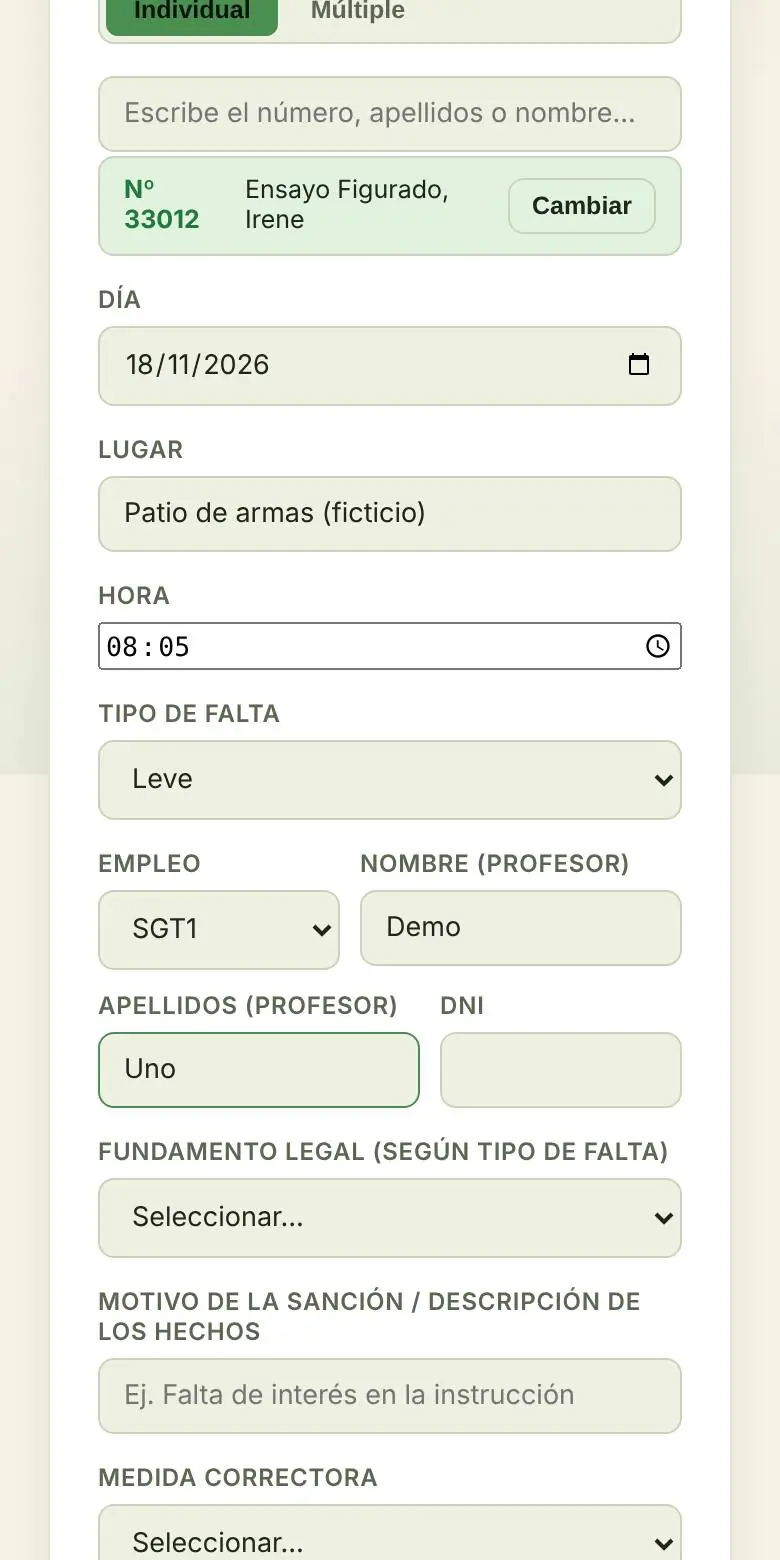 Individual Múltiple
Escribe el número, apellidos o nombre...
Nº 33012 Ensayo Figurado, Irene Cambiar
DÍA
18/11/2026
LUGAR
Patio de armas (ficticio)
HORA
08:05
TIPO DE FALTA
Leve
EMPLEO NOMBRE (PROFESOR)
SGT1 Demo
APELLIDOS (PROFESOR) DNI
Uno
FUNDAMENTO LEGAL (SEGÚN TIPO DE FALTA)
Seleccionar...
MOTIVO DE LA SANCIÓN / DESCRIPCIÓN DE
LOS HECHOS
Ej. Falta de interés en la instrucción
MEDIDA CORRECTORA
Seleccionar...